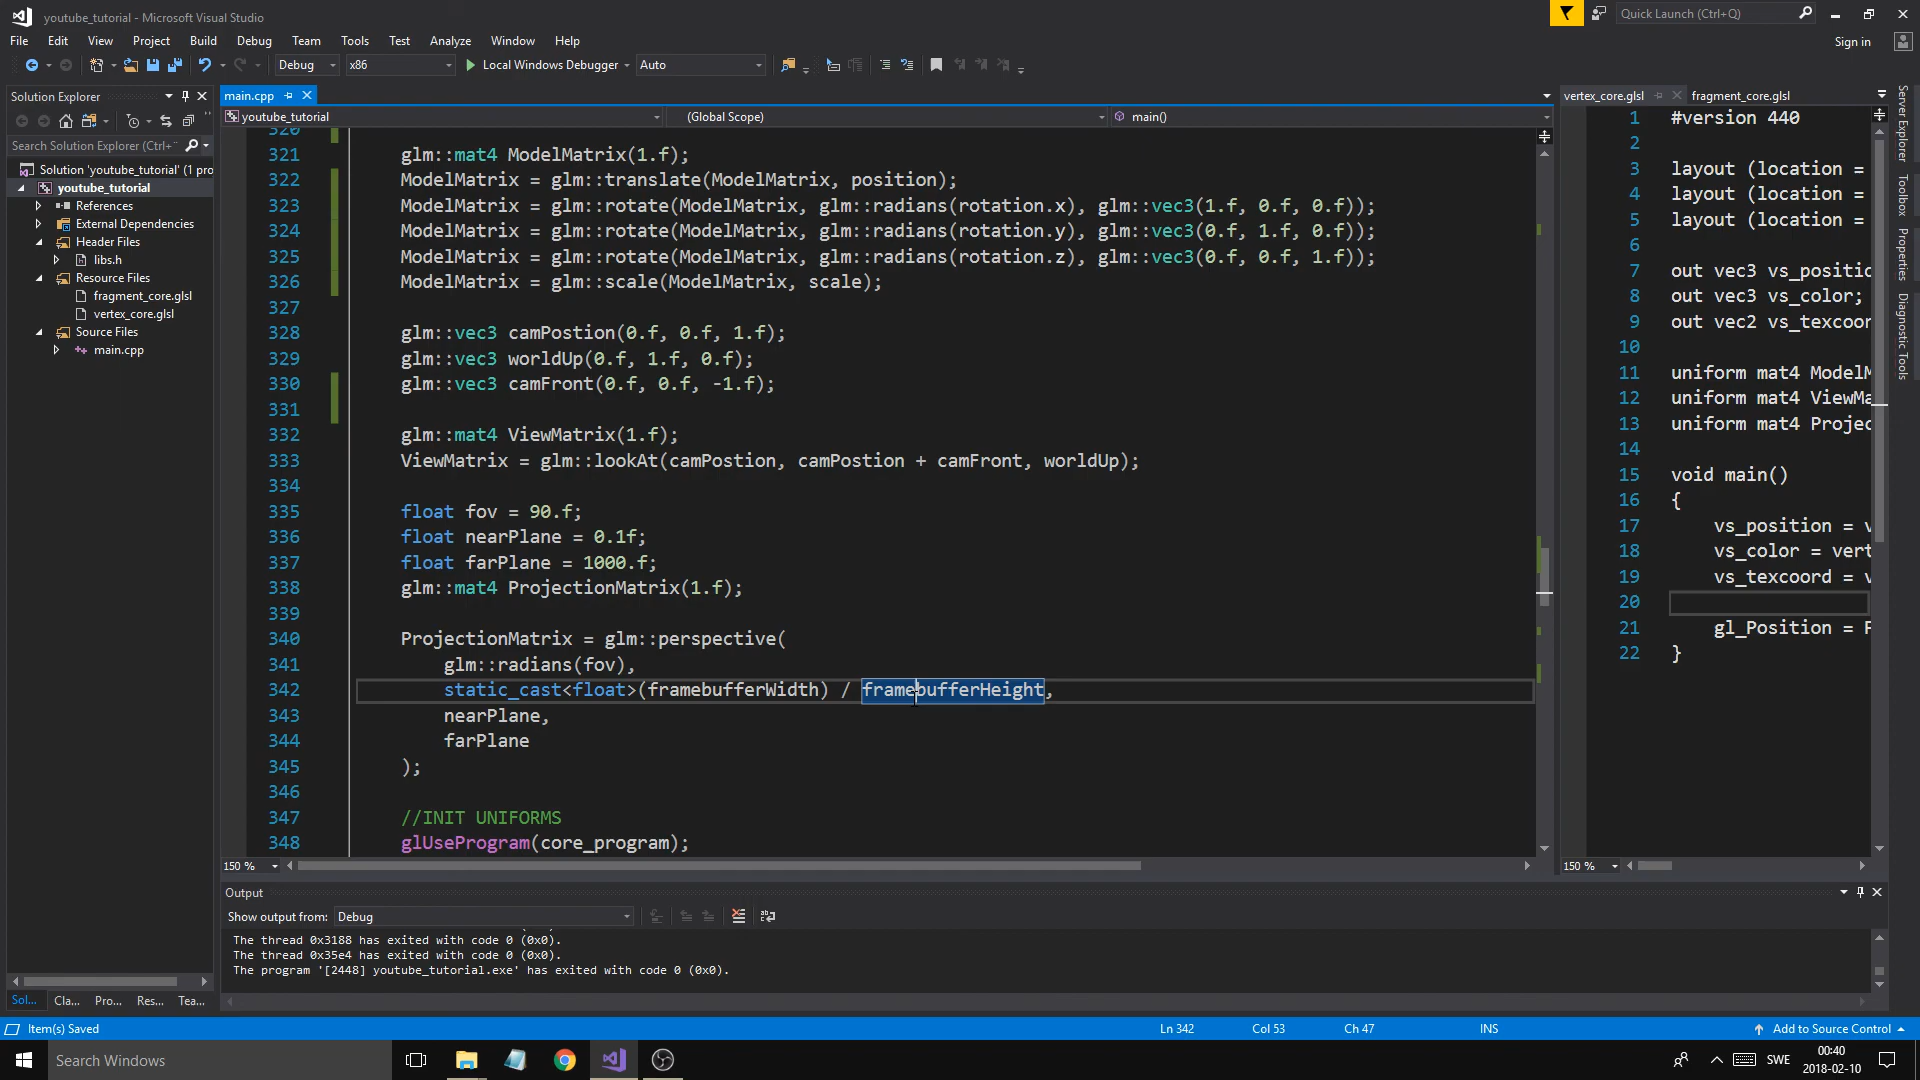 youtube_tutorial - Microsoft Visual Studio
Quick Launch (Ctrl+Q)
File Edit View Project Build Debug Team Tools Test Analyze Window Help
Sign in
Debug x86 Local Windows Debugger Auto
Solution Explorer
Search Solution Explorer (Ctrl+
Solution 'youtube_tutorial' (1 pro
youtube_tutorial
References
External Dependencies
Header Files
libs.h
Resource Files
fragment_core.glsl
vertex_core.glsl
Source Files
main.cpp
Sol... Cla... Pro... Res... Tea...
main.cpp
youtube_tutorial (Global Scope) main()
320
321 glm::mat4 ModelMatrix(1.f);
322 ModelMatrix = glm::translate(ModelMatrix, position);
323 ModelMatrix = glm::rotate(ModelMatrix, glm::radians(rotation.x), glm::vec3(1.f, 0.f, 0.f));
324 ModelMatrix = glm::rotate(ModelMatrix, glm::radians(rotation.y), glm::vec3(0.f, 1.f, 0.f));
325 ModelMatrix = glm::rotate(ModelMatrix, glm::radians(rotation.z), glm::vec3(0.f, 0.f, 1.f));
326 ModelMatrix = glm::scale(ModelMatrix, scale);
327
328 glm::vec3 camPostion(0.f, 0.f, 1.f);
329 glm::vec3 worldUp(0.f, 1.f, 0.f);
330 glm::vec3 camFront(0.f, 0.f, -1.f);
331
332 glm::mat4 ViewMatrix(1.f);
333 ViewMatrix = glm::lookAt(camPostion, camPostion + camFront, worldUp);
334
335 float fov = 90.f;
336 float nearPlane = 0.1f;
337 float farPlane = 1000.f;
338 glm::mat4 ProjectionMatrix(1.f);
339
340 ProjectionMatrix = glm::perspective(
341 glm::radians(fov),
342 static_cast<float>(framebufferWidth) / framebufferHeight,
343 nearPlane,
344 farPlane
345 );
346
347 //INIT UNIFORMS
348 glUseProgram(core_program);
150 %
vertex_core.glsl fragment_core.glsl
1 #version 440
2
3 layout (location =
4 layout (location =
5 layout (location =
6
7 out vec3 vs_positio
8 out vec3 vs_color;
9 out vec2 vs_texcoor
10
11 uniform mat4 ModelM
12 uniform mat4 ViewMa
13 uniform mat4 Projec
14
15 void main()
16 {
17 vs_position = v
18 vs_color = vert
19 vs_texcoord = v
20
21 gl_Position = P
22 }
150 %
Server Explorer
Toolbox
Properties
Diagnostic Tools
Output
Show output from: Debug
The thread 0x3188 has exited with code 0 (0x0).
The thread 0x35e4 has exited with code 0 (0x0).
The program '[2448] youtube_tutorial.exe' has exited with code 0 (0x0).
Item(s) Saved Ln 342 Col 53 Ch 47 INS Add to Source Control
Search Windows
SWE
00:40
2018-02-10